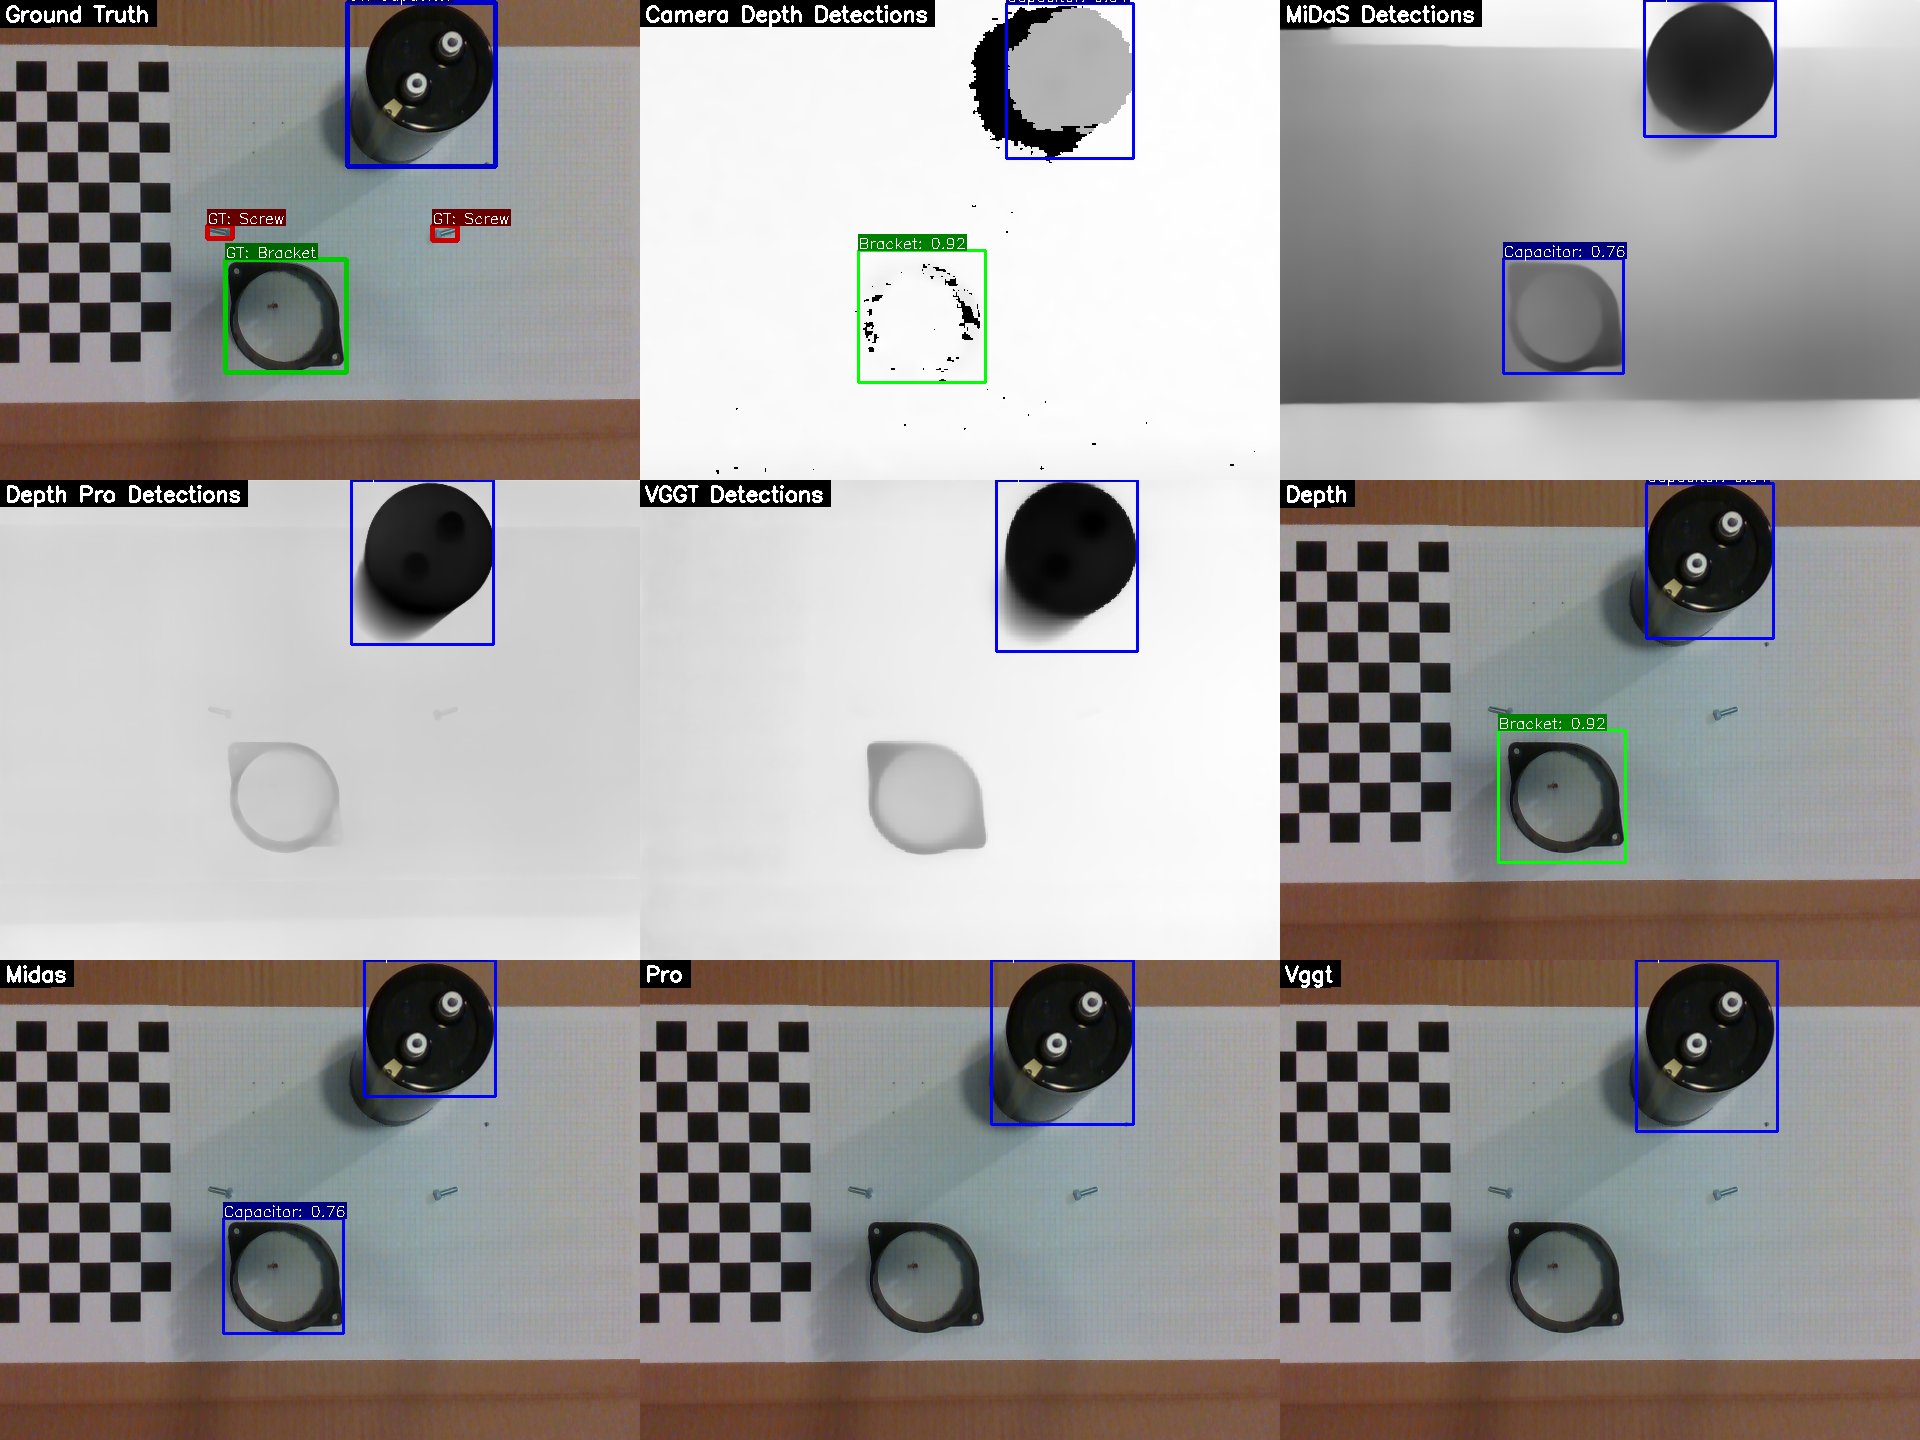 Ground Truth
Camera Depth Detections
MiDaS Detections
GT: Screw
GT: Screw
GT: Bracket
Bracket: 0.92
Capacitor: 0.76
Depth Pro Detections
VGGT Detections
Depth
Bracket: 0.92
Midas
Pro
Vggt
Capacitor: 0.76